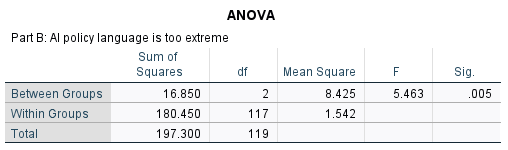 ANOVA
Part B: AI policy language is too extreme
Sum of Squares df Mean Square F Sig.
Between Groups 16.850 2 8.425 5.463 .005
Within Groups 180.450 117 1.542
Total 197.300 119